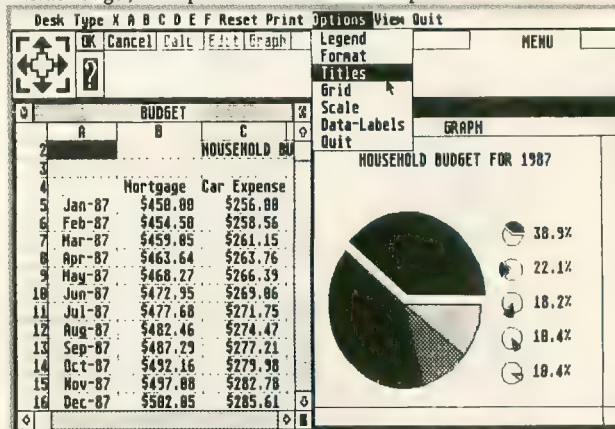 Desk Type X A B C D E F Reset Print Options View Quit
OK Cancel Calc Edit Graph
?
MENU
Legend
Format
Titles
Grid
Scale
Data-Labels
Quit
BUDGET
A B C
2 HOUSEHOLD BU
3
4 Mortgage Car Expense
5 Jan-87 $450.00 $256.00
6 Feb-87 $454.50 $258.56
7 Mar-87 $459.05 $261.15
8 Apr-87 $463.64 $263.76
9 May-87 $468.27 $266.39
10 Jun-87 $472.95 $269.06
11 Jul-87 $477.68 $271.75
12 Aug-87 $482.46 $274.47
13 Sep-87 $487.29 $277.21
14 Oct-87 $492.16 $279.98
15 Nov-87 $497.08 $282.78
16 Dec-87 $502.05 $285.61
GRAPH
HOUSEHOLD BUDGET FOR 1987
38.9%
22.1%
18.2%
10.4%
10.4%